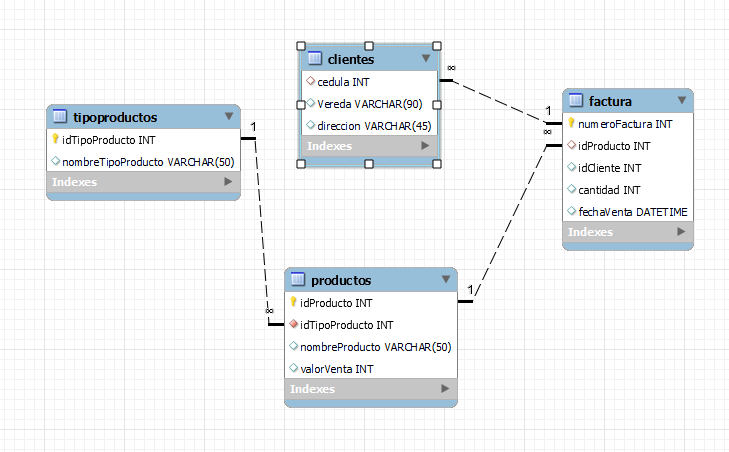 clientes
cedula INT
Vereda VARCHAR(90)
direccion VARCHAR(45)
Indexes
∞
1
∞
factura
numeroFactura INT
idProducto INT
idCliente INT
cantidad INT
fechaVenta DATETIME
Indexes
tipoproductos
idTipoProducto INT
nombreTipoProducto VARCHAR(50)
Indexes
1
∞
productos
idProducto INT
idTipoProducto INT
nombreProducto VARCHAR(50)
valorVenta INT
Indexes
1